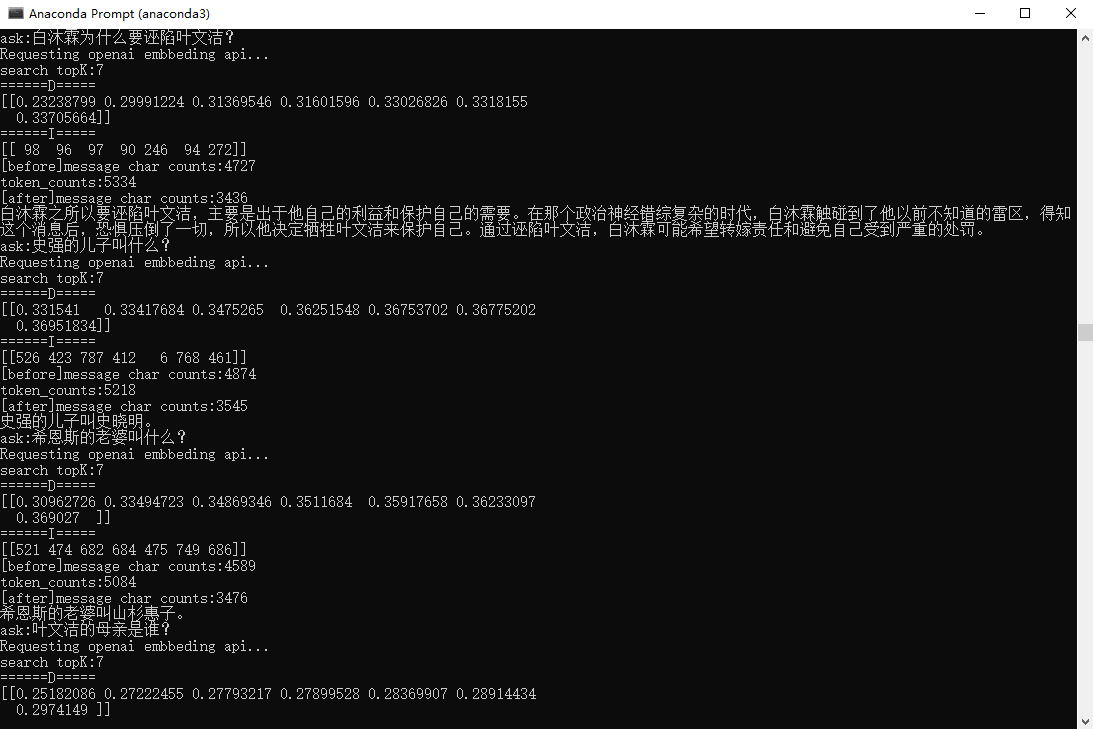 Anaconda Prompt (anaconda3)
ask:白沐霖为什么要诬陷叶文洁？
Requesting openai embbeding api...
search topK:7
======D=====
[[0.23238799 0.29991224 0.31369546 0.31601596 0.33026826 0.3318155
  0.33705664]]
======I=====
[[ 98  96  97  90 246  94 272]]
[before]message char counts:4727
token_counts:5334
[after]message char counts:3436
白沐霖之所以要诬陷叶文洁，主要是出于他自己的利益和保护自己的需要。在那个政治神经错综复杂的时代，白沐霖触碰到了他以前不知道的雷区，得知
这个消息后，恐惧压倒了一切，所以他决定牺牲叶文洁来保护自己。通过诬陷叶文洁，白沐霖可能希望转嫁责任和避免自己受到严重的处罚。
ask:史强的儿子叫什么？
Requesting openai embbeding api...
search topK:7
======D=====
[[0.331541   0.33417684 0.3475265  0.36251548 0.36753702 0.36775202
  0.36951834]]
======I=====
[[526 423 787 412   6 768 461]]
[before]message char counts:4874
token_counts:5218
[after]message char counts:3545
史强的儿子叫史晓明。
ask:希恩斯的老婆叫什么？
Requesting openai embbeding api...
search topK:7
======D=====
[[0.30962726 0.33494723 0.34869346 0.3511684  0.35917658 0.36233097
  0.369027  ]]
======I=====
[[521 474 682 684 475 749 686]]
[before]message char counts:4589
token_counts:5084
[after]message char counts:3476
希恩斯的老婆叫山杉惠子。
ask:叶文洁的母亲是谁？
Requesting openai embbeding api...
search topK:7
======D=====
[[0.25182086 0.27222455 0.27793217 0.27899528 0.28369907 0.28914434
  0.2974149 ]]